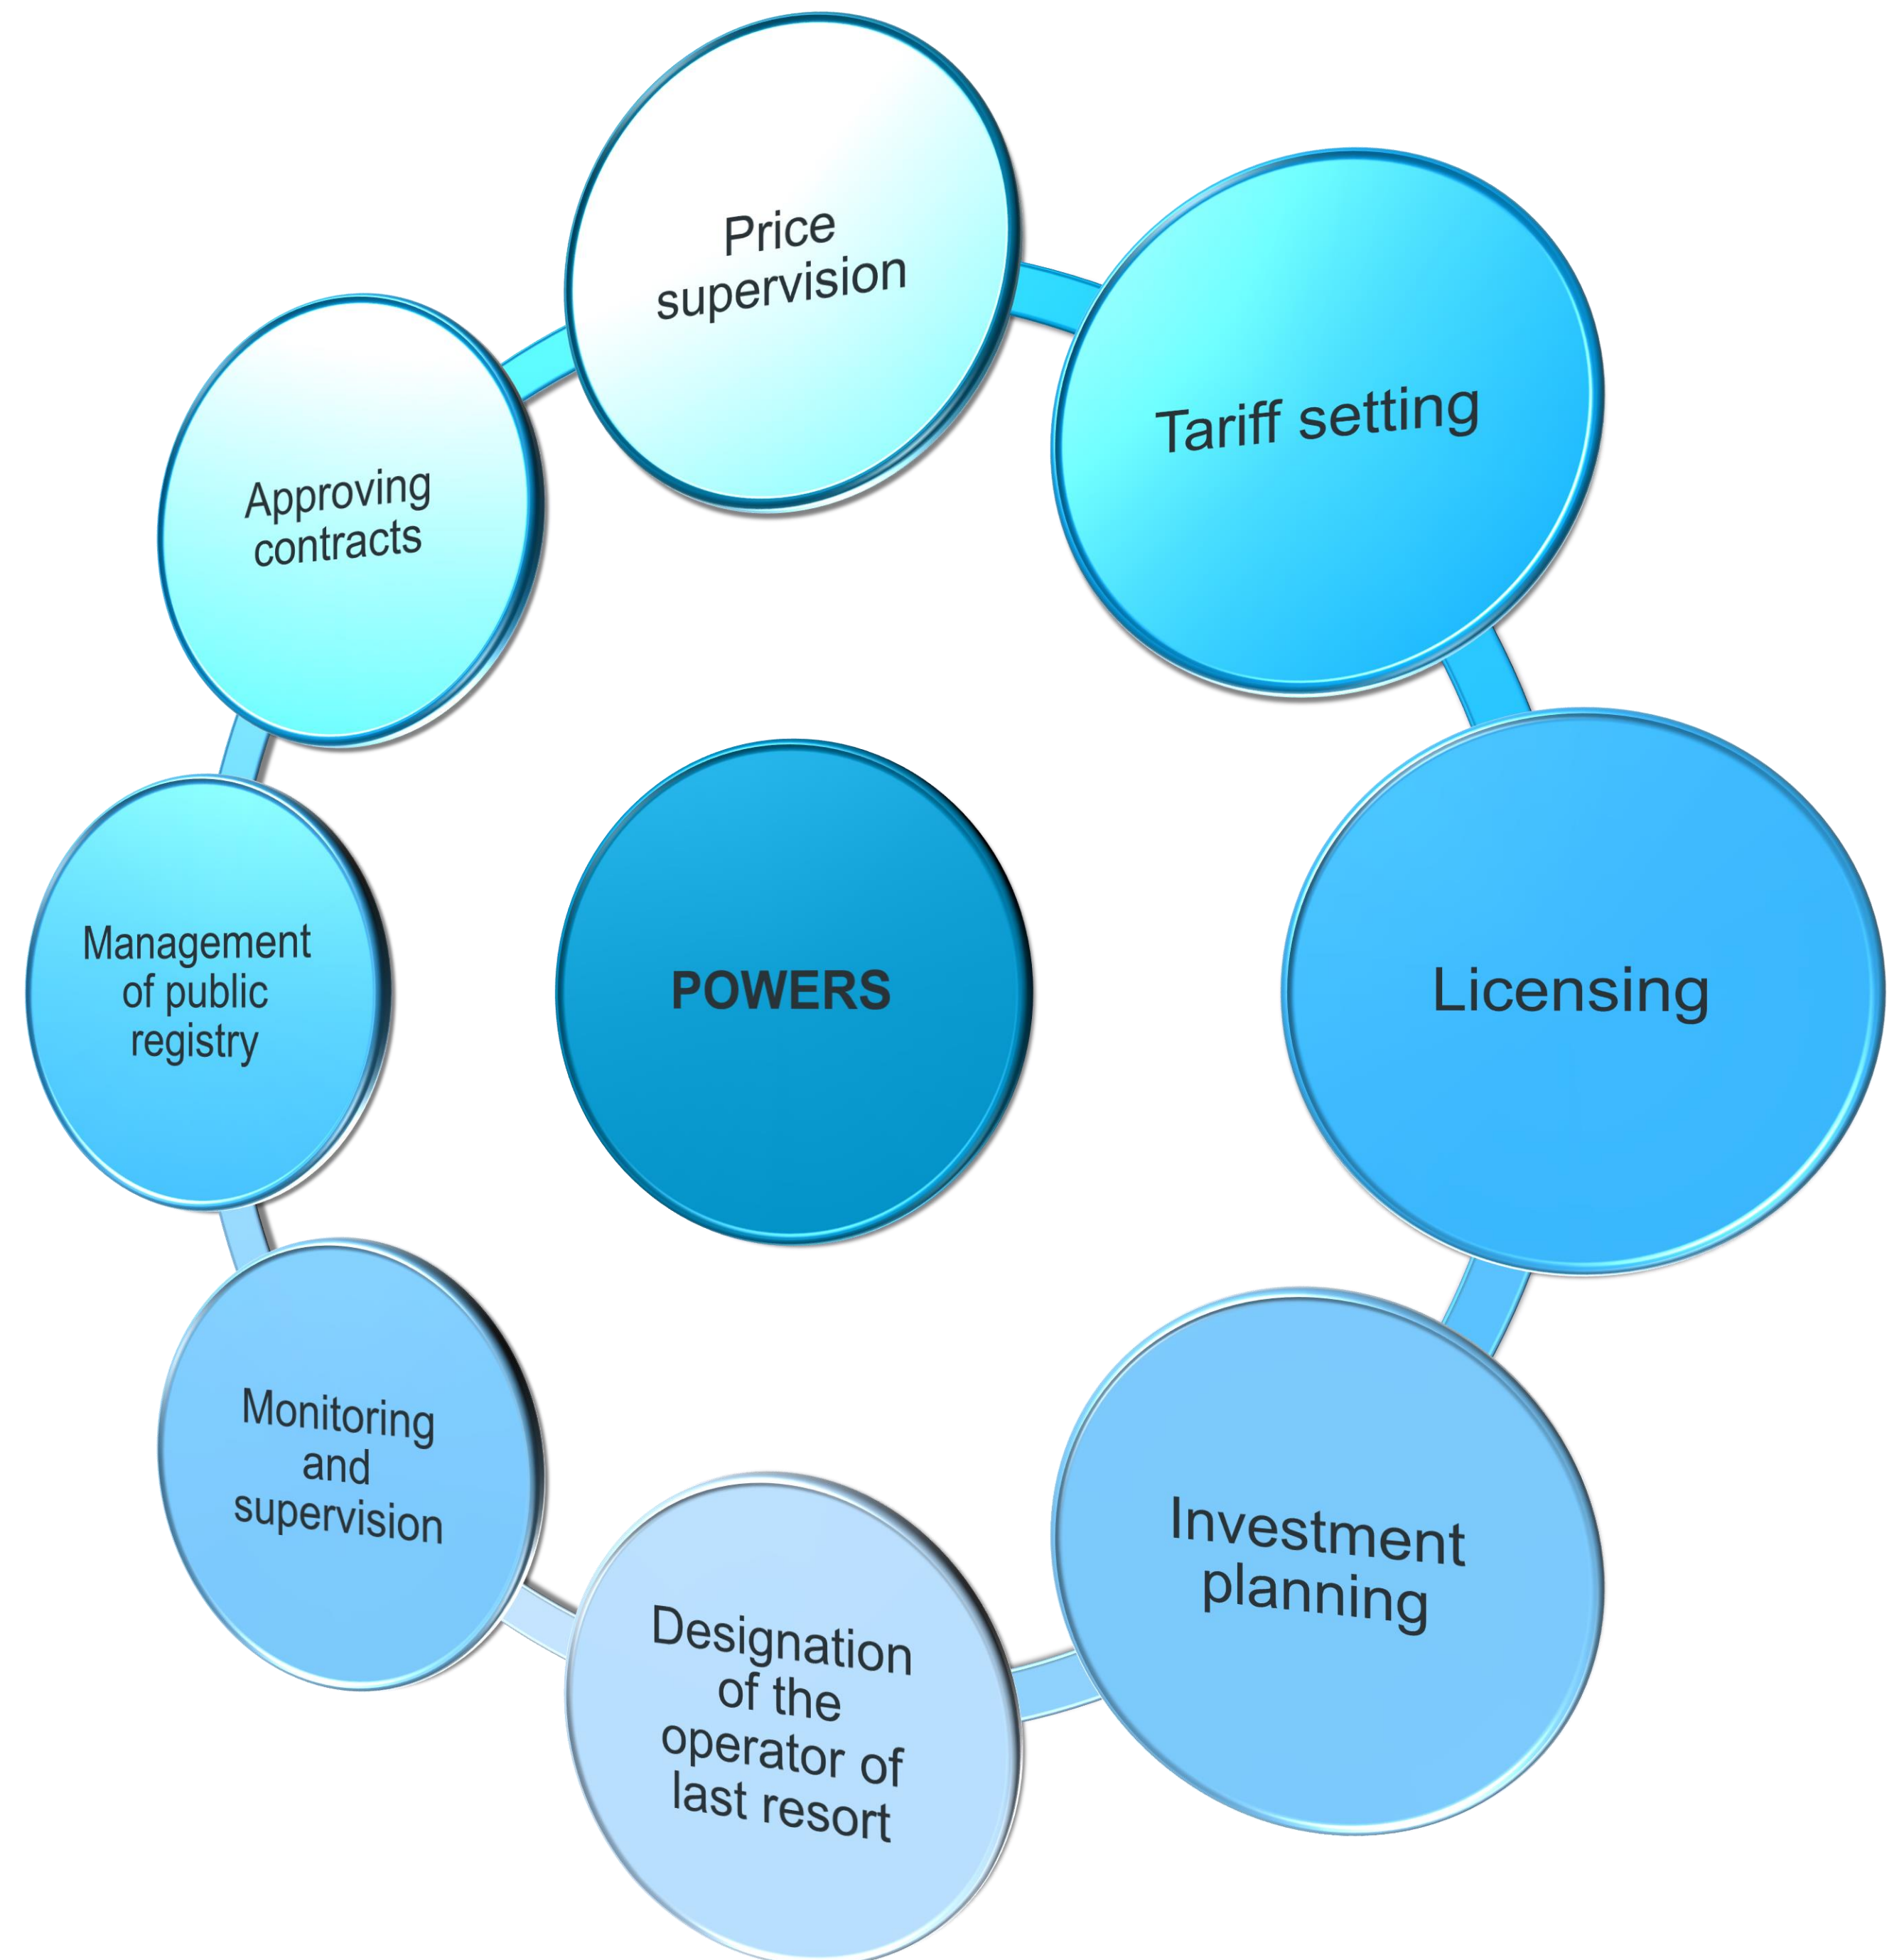 Price
supervision
Tariff setting
Licensing
Investment
planning
Designation
of the
operator of
last resort
Monitoring
and
supervision
Management
of public
registry
Approving
contracts
POWERS